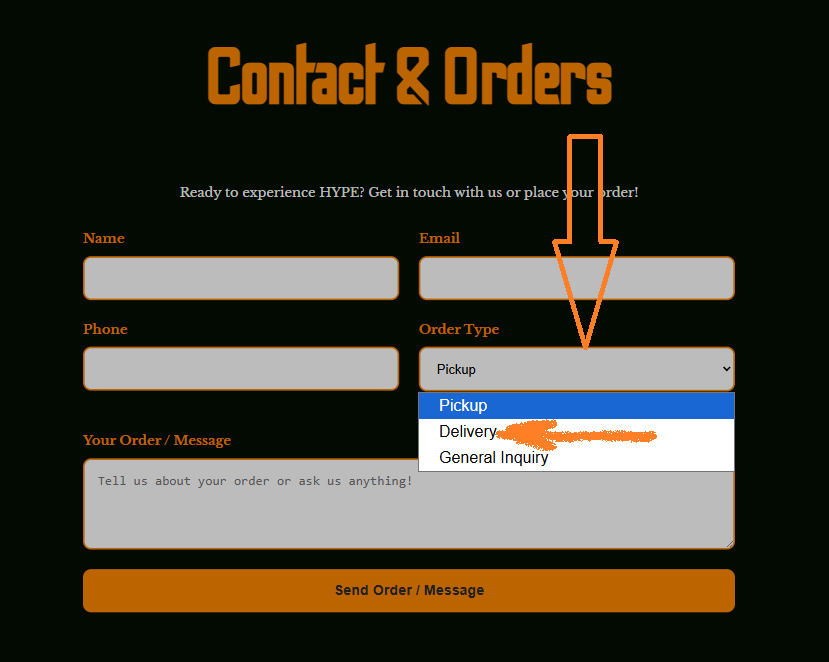 Contact & Orders
Ready to experience HYPE? Get in touch with us or place your order!
Name
Email
Phone
Order Type
Pickup
Pickup
Delivery
General Inquiry
Your Order / Message
Tell us about your order or ask us anything!
Send Order / Message